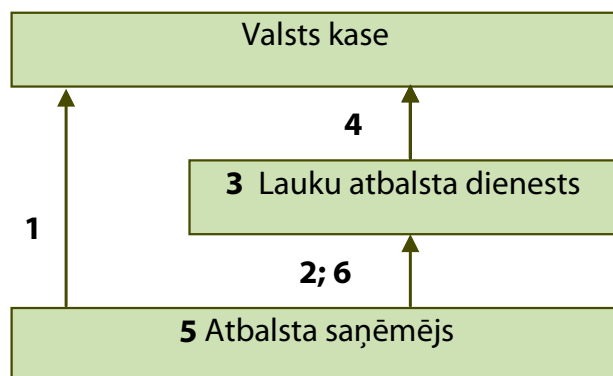 Valsts kase
4
3 Lauku atbalsta dienests
1
2; 6
5 Atbalsta saņēmējs